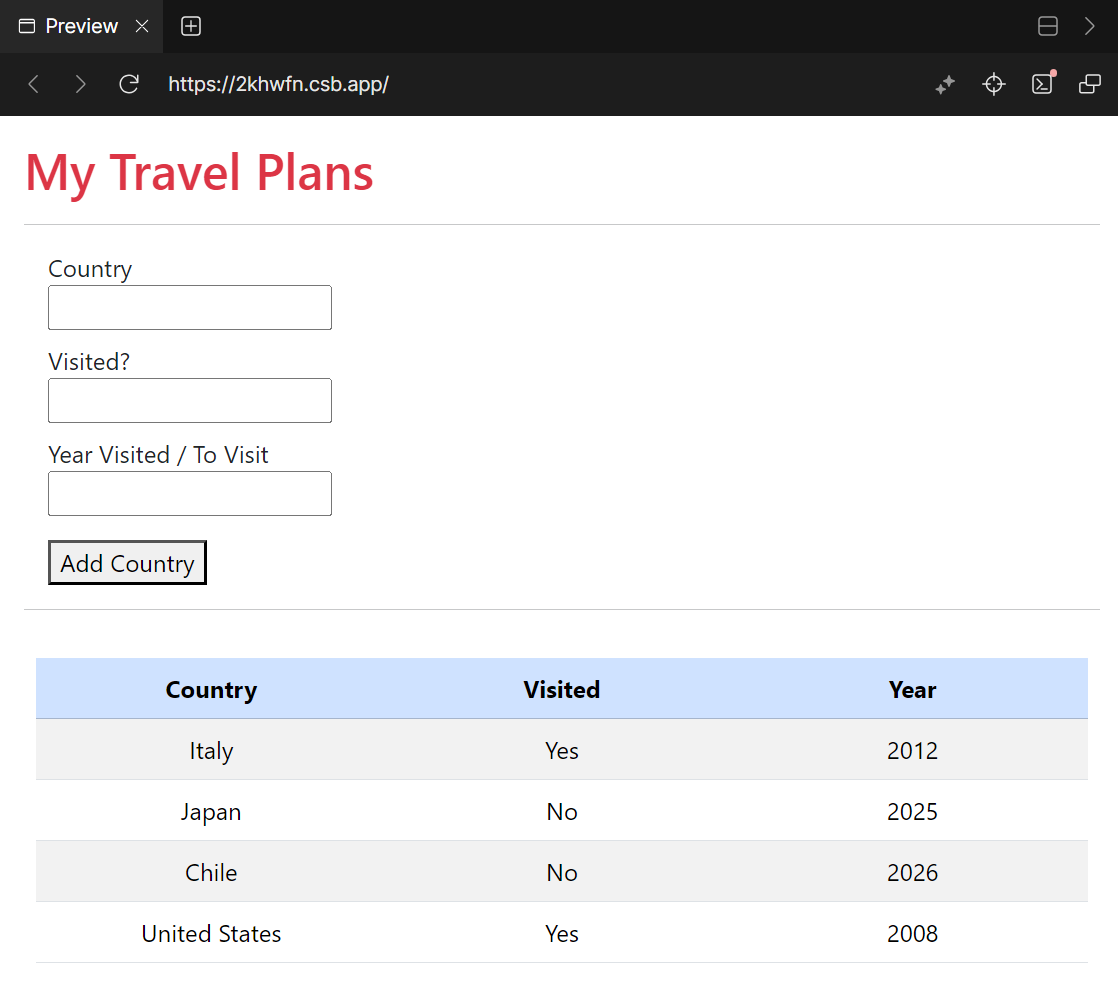 Preview
https://2khwfn.csb.app/
My Travel Plans
Country
Visited?
Year Visited / To Visit
Add Country
Country Visited Year
Italy Yes 2012
Japan No 2025
Chile No 2026
United States Yes 2008